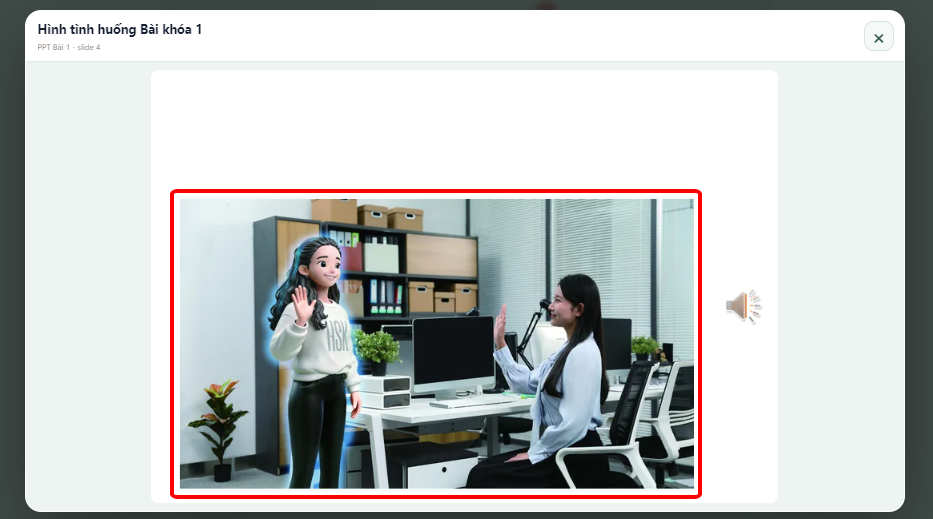 Hình tình huống Bài khóa 1
PPT Bài 1 - slide 4
HSK